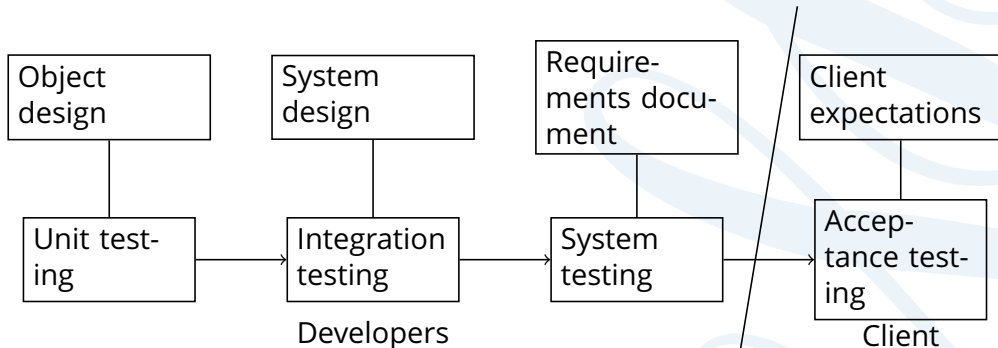 Object
design
System
design
Require-
ments docu-
ment
Client
expectations
Unit test-
ing
Integration
testing
System
testing
Accep-
tance test-
ing
Developers
Client